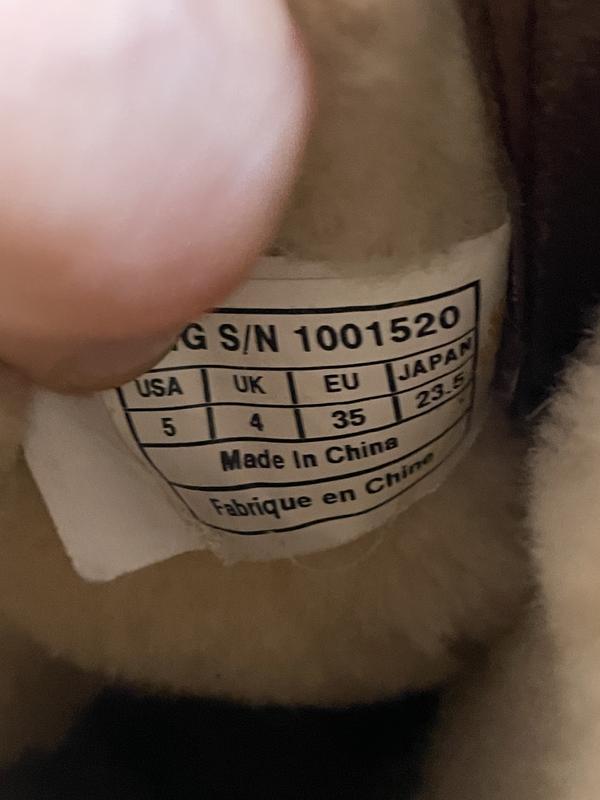 G S/N 1001520
USA | UK | EU | JAPAN
5 | 4 | 35 | 23.5
Made In China
Fabrique en Chine